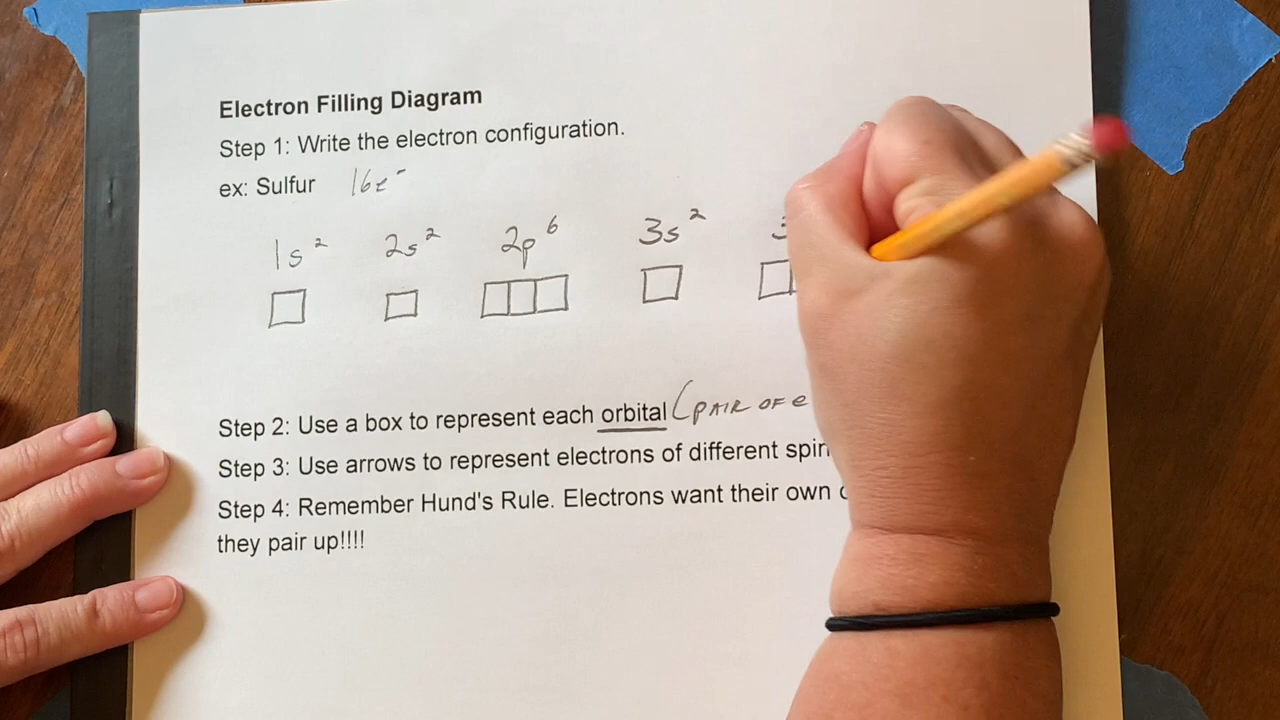 Electron Filling Diagram
Step 1: Write the electron configuration.
ex: Sulfur 16e⁻
1s² 2s² 2p⁶ 3s² 3
Step 2: Use a box to represent each orbital (PAIR OF e
Step 3: Use arrows to represent electrons of different
Step 4: Remember Hund's Rule. Electrons want their own
they pair up!!!!